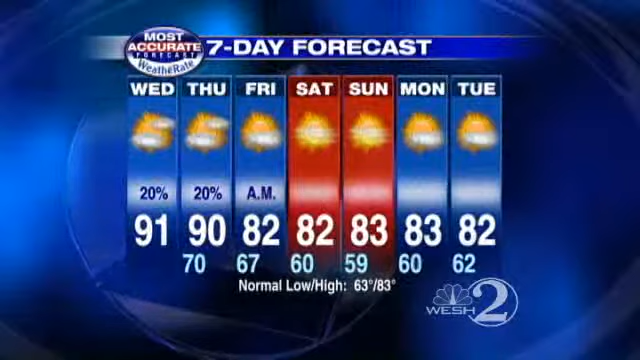 MOST
ACCURATE
FORECAST
WeatheRate
7-DAY FORECAST
WED THU FRI SAT SUN MON TUE
20% 20% A.M.
91 90 82 82 83 83 82
70 67 60 59 60 62
Normal Low/High: 63°/83°
WESH 2